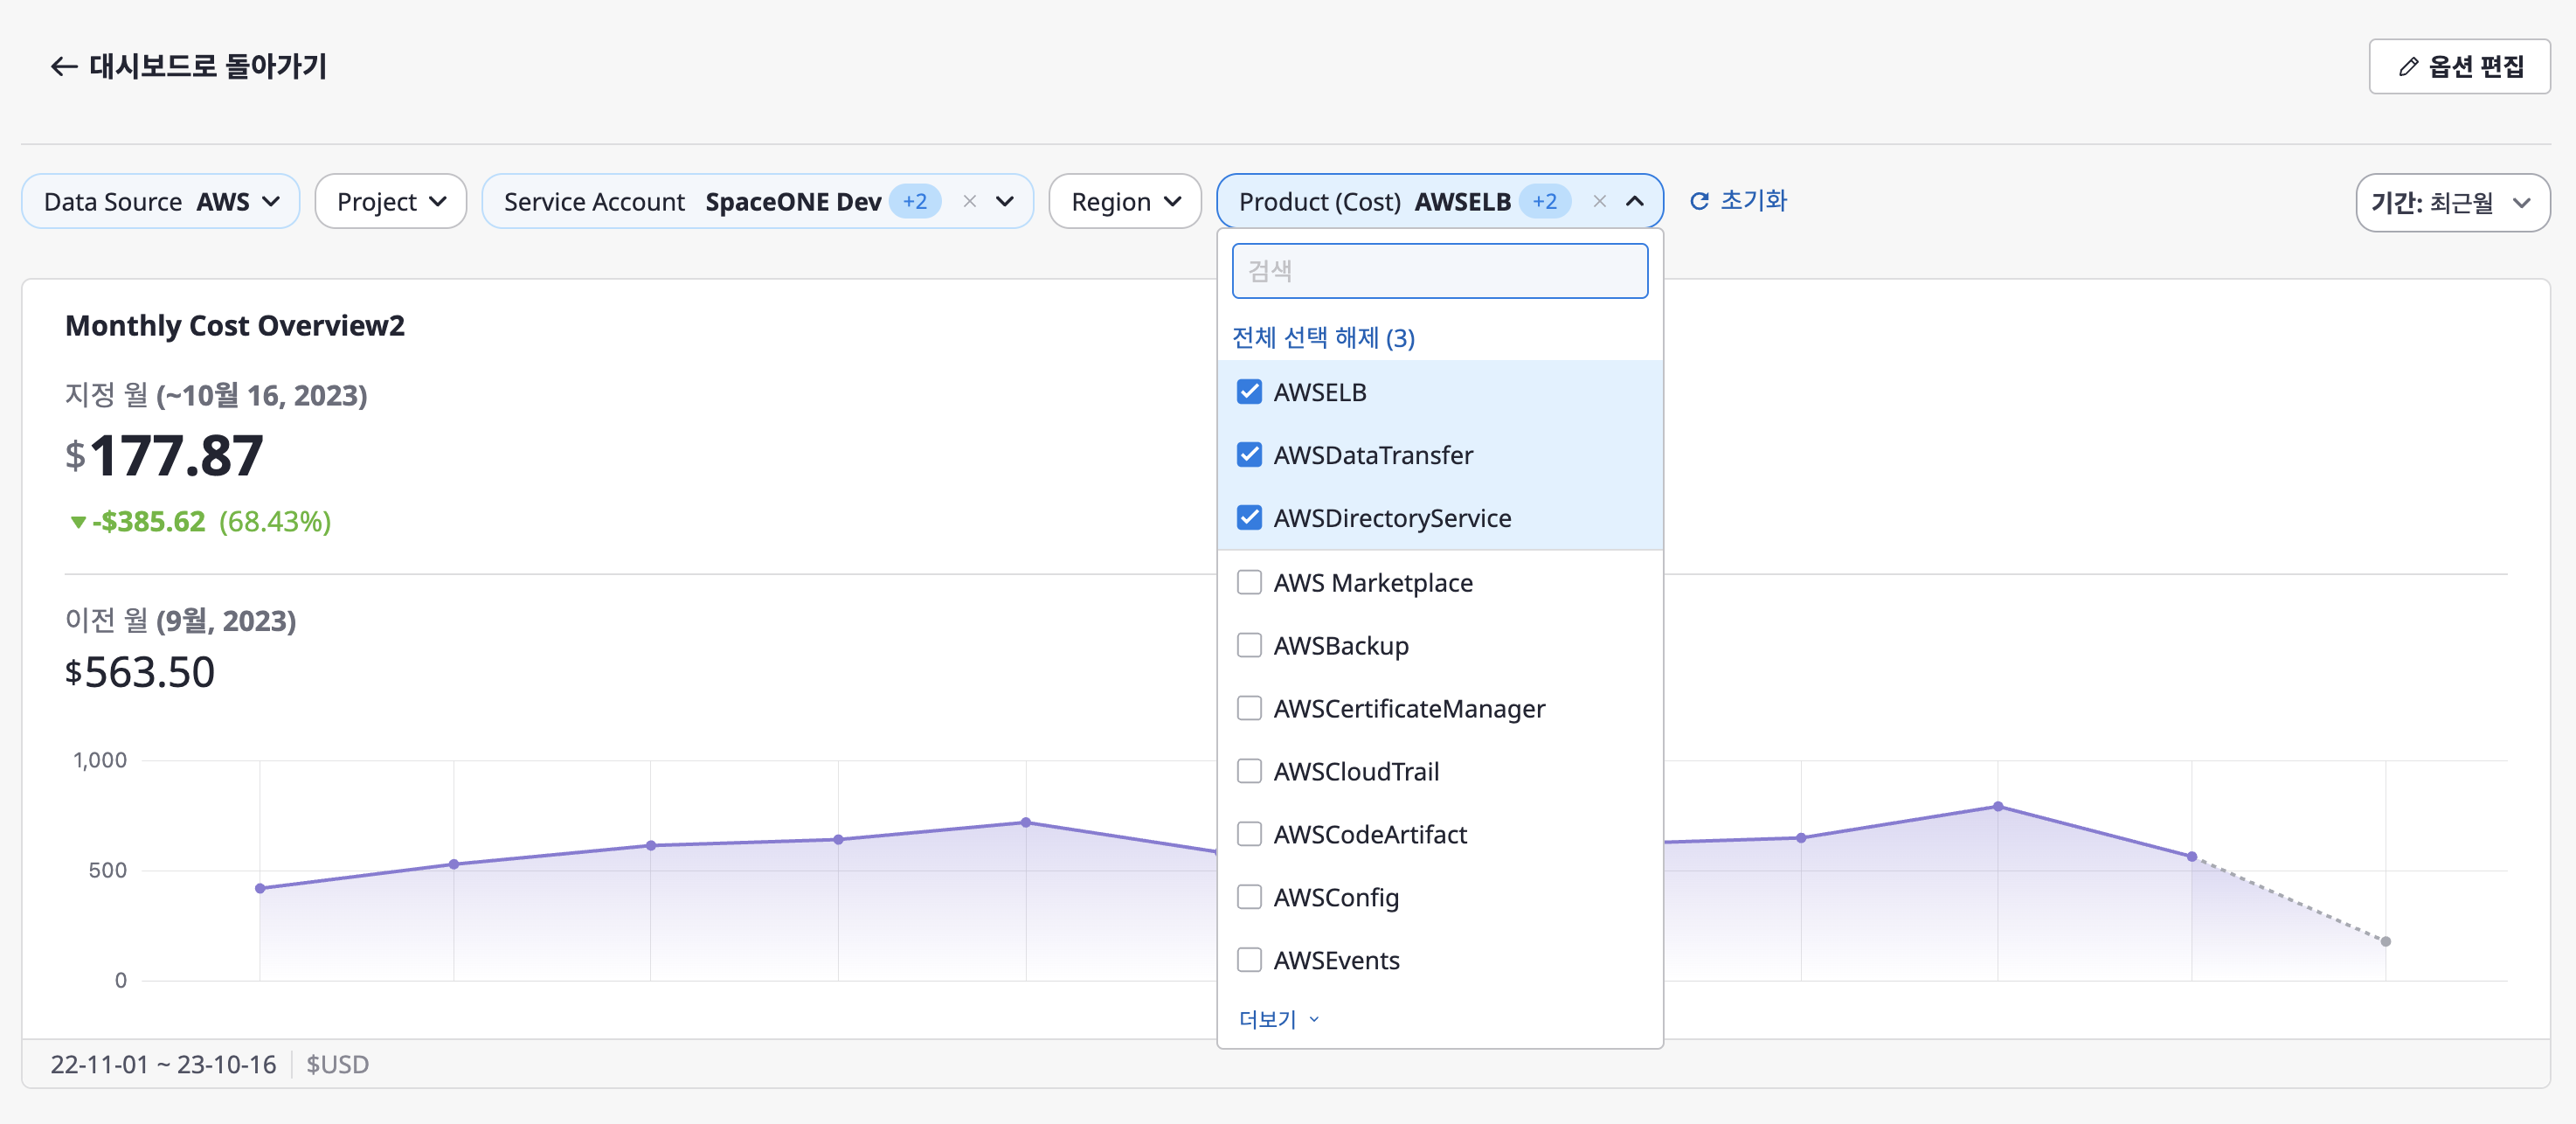 대시보드로 돌아가기
옵션 편집
Data Source AWS
Project
Service Account SpaceONE Dev +2
Region
Product (Cost) AWSELB +2
초기화
기간: 최근월
검색
전체 선택 해제 (3)
AWSELB
AWSDataTransfer
AWSDirectoryService
AWS Marketplace
AWSBackup
AWSCertificateManager
AWSCloudTrail
AWSCodeArtifact
AWSConfig
AWSEvents
더보기
Monthly Cost Overview2
지정 월 (~10월 16, 2023)
$177.87
-$385.62 (68.43%)
이전 월 (9월, 2023)
$563.50
1,000
500
0
22-11-01 ~ 23-10-16 $USD